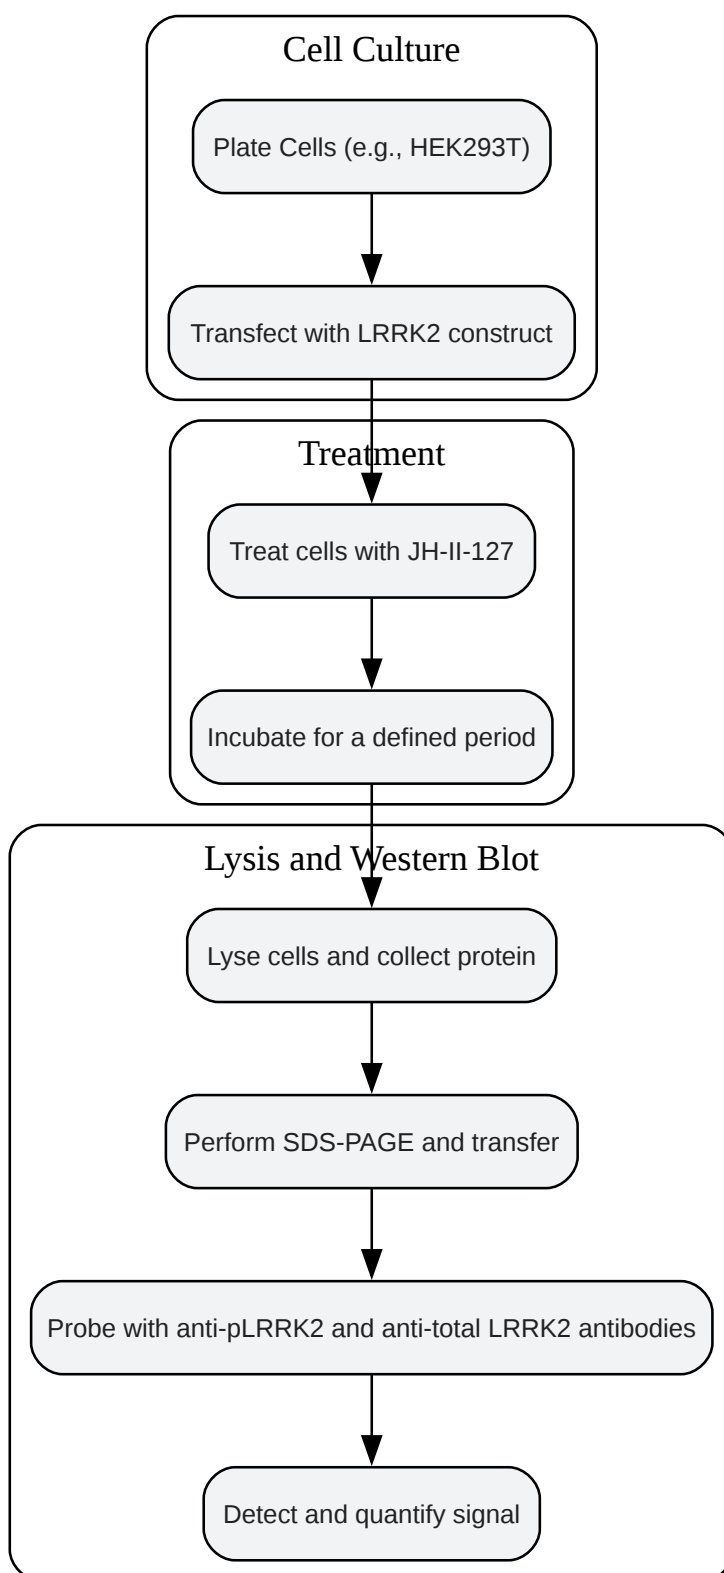 Cell Culture
Plate Cells (e.g., HEK293T)
Transfect with LRRK2 construct
Treatment
Treat cells with JH-II-127
Incubate for a defined period
Lysis and Western Blot
Lyse cells and collect protein
Perform SDS-PAGE and transfer
Probe with anti-pLRRK2 and anti-total LRRK2 antibodies
Detect and quantify signal